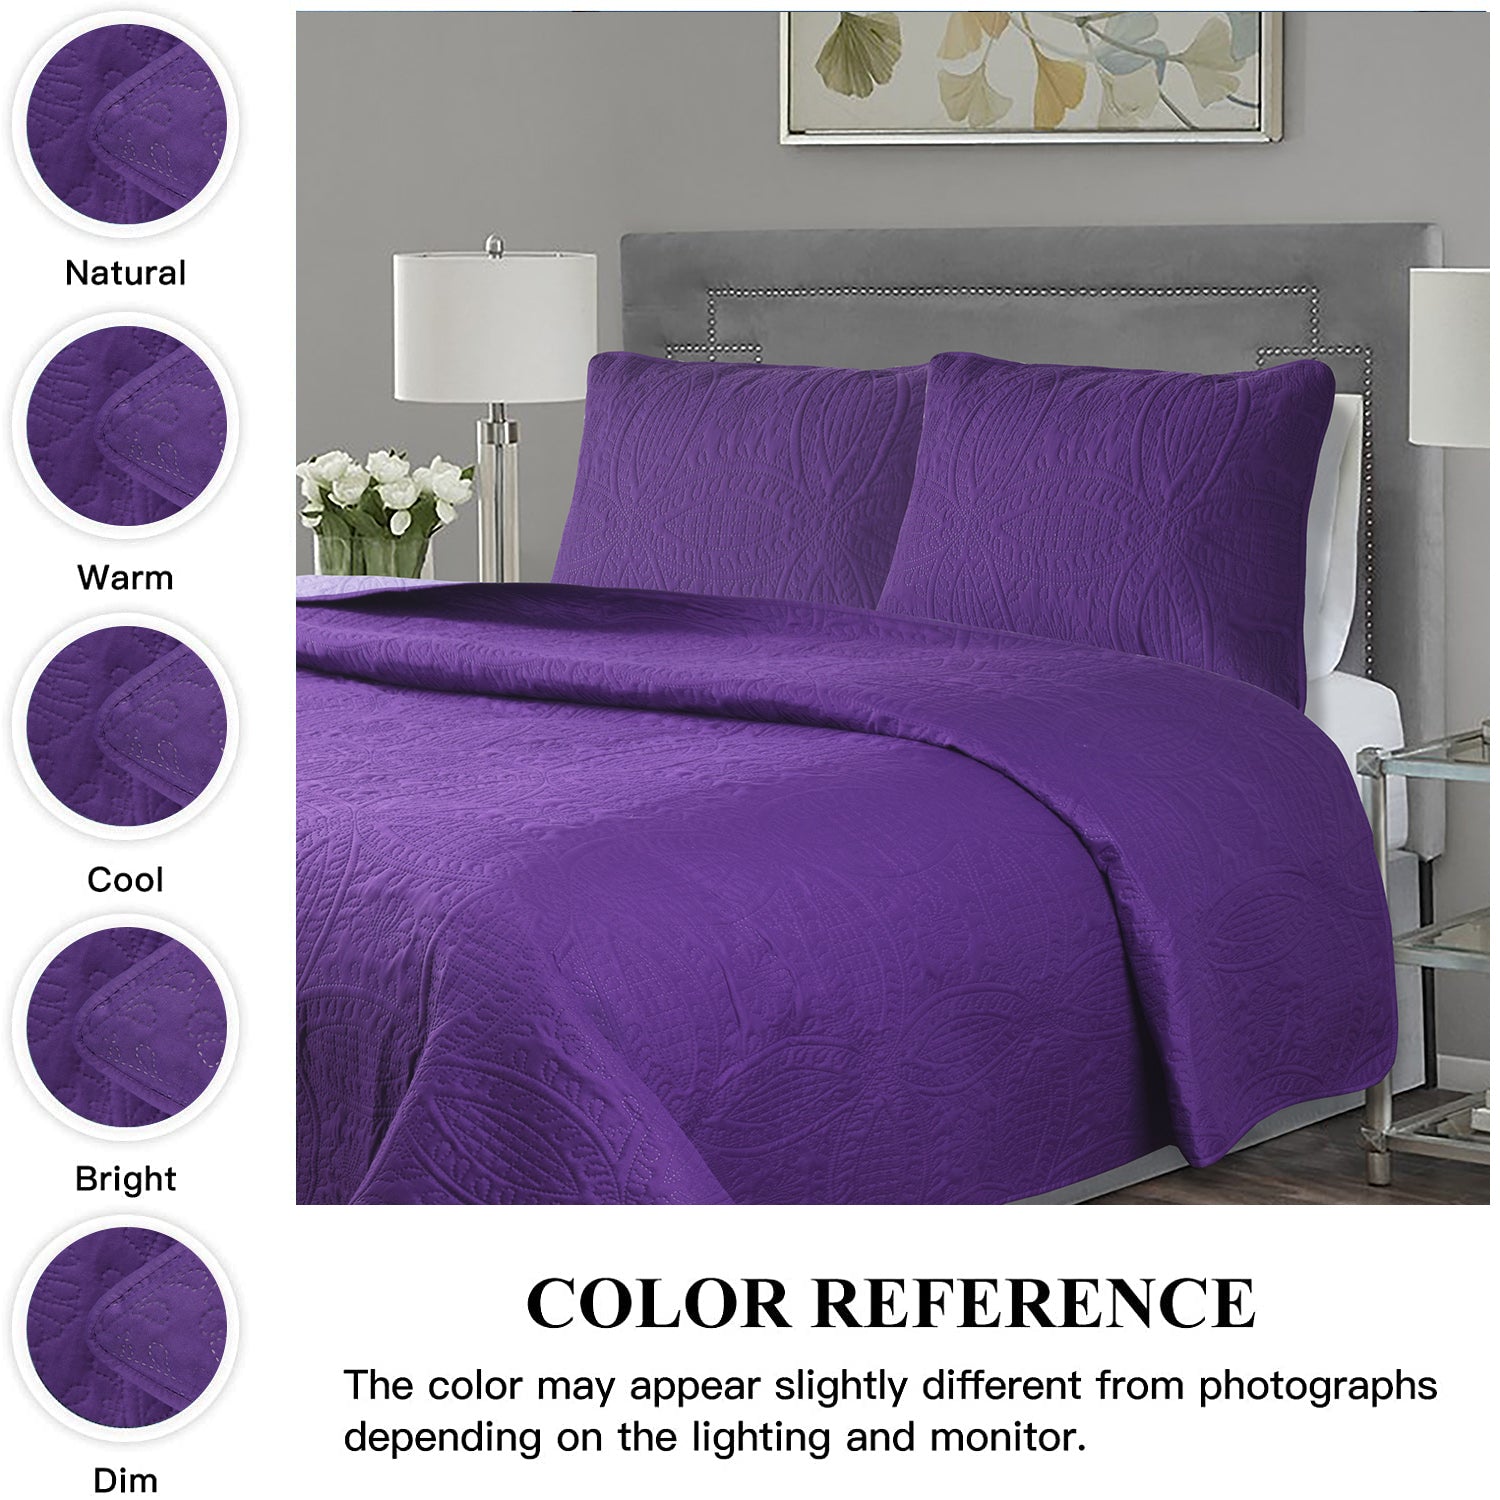 Natural
Warm
Cool
Bright
Dim
COLOR REFERENCE
The color may appear slightly different from photographs
depending on the lighting and monitor.